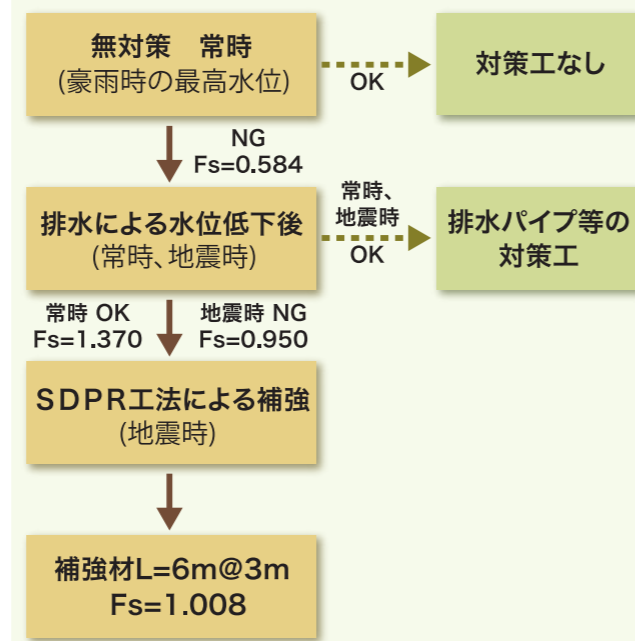 無対策　常時
(豪雨時の最高水位)
OK
対策工なし
NG
Fs=0.584
排水による水位低下後
(常時、地震時)
常時、
地震時
OK
排水パイプ等の
対策工
常時 OK
Fs=1.370
地震時 NG
Fs=0.950
ＳＤＰＲ工法による補強
(地震時)
補強材L=6m@3m
Fs=1.008